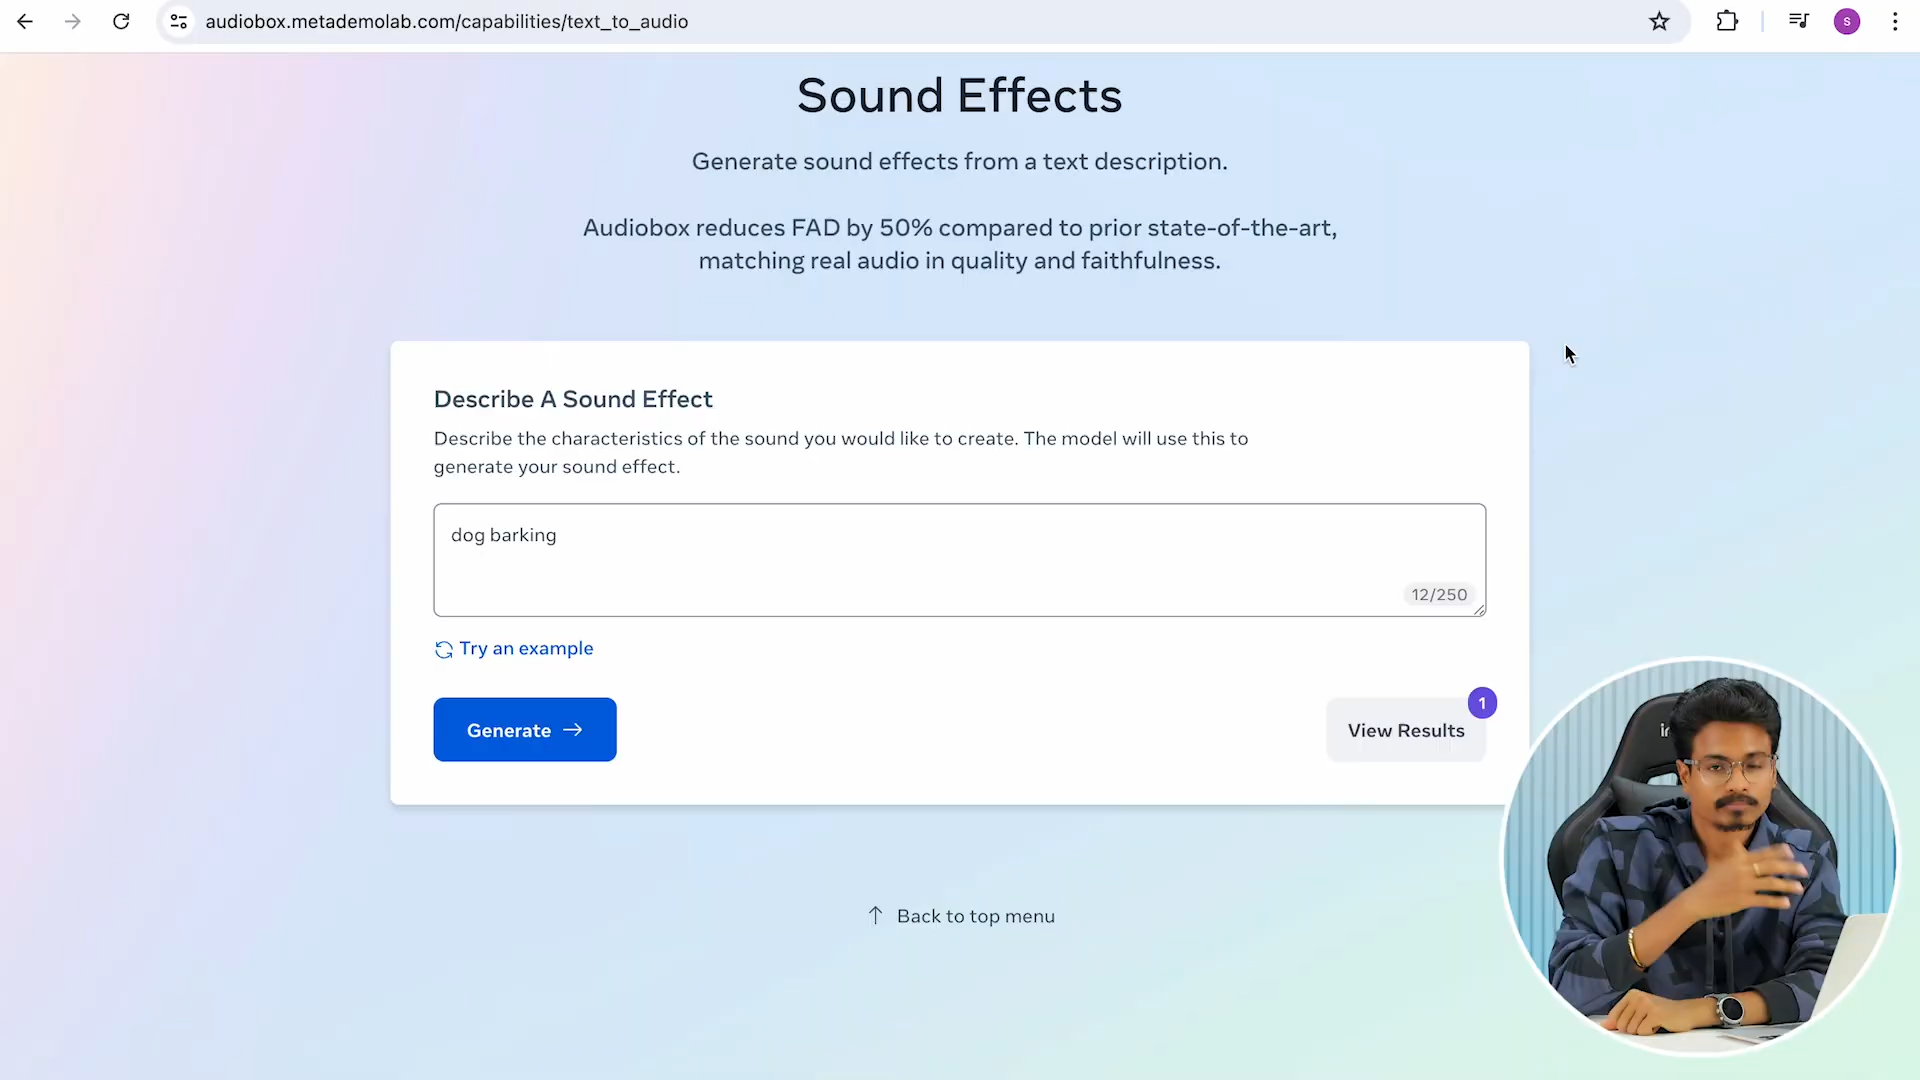 audiobox.metademolab.com/capabilities/text_to_audio
S
Sound Effects
Generate sound effects from a text description.
Audiobox reduces FAD by 50% compared to prior state-of-the-art,
matching real audio in quality and faithfulness.
Describe A Sound Effect
Describe the characteristics of the sound you would like to create. The model will use this to
generate your sound effect.
dog barking
12/250
Try an example
Generate
1
View Results
Back to top menu